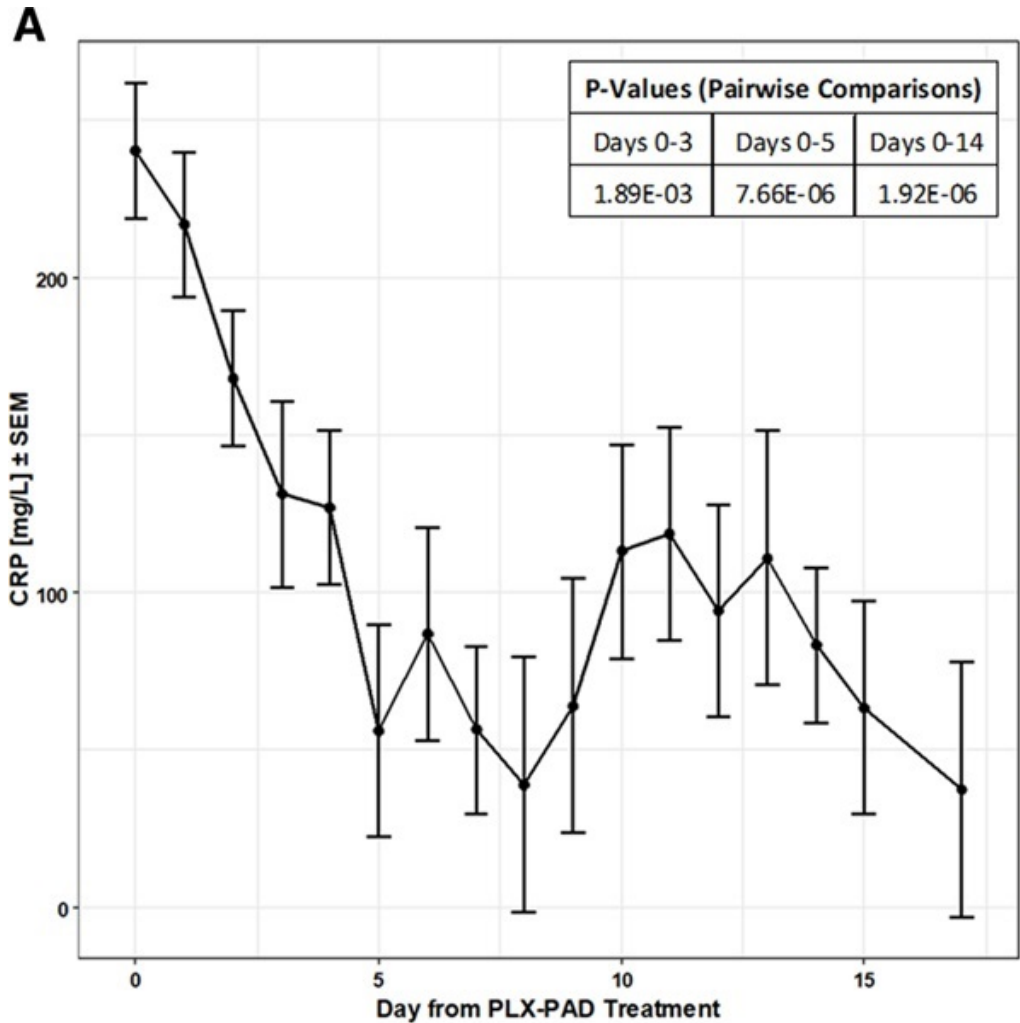 A
P-Values (Pairwise Comparisons)
Days 0-3 Days 0-5 Days 0-14
1.89E-03 7.66E-06 1.92E-06
200
100
0
CRP [mg/L] ± SEM
0 5 10 15
Day from PLX-PAD Treatment